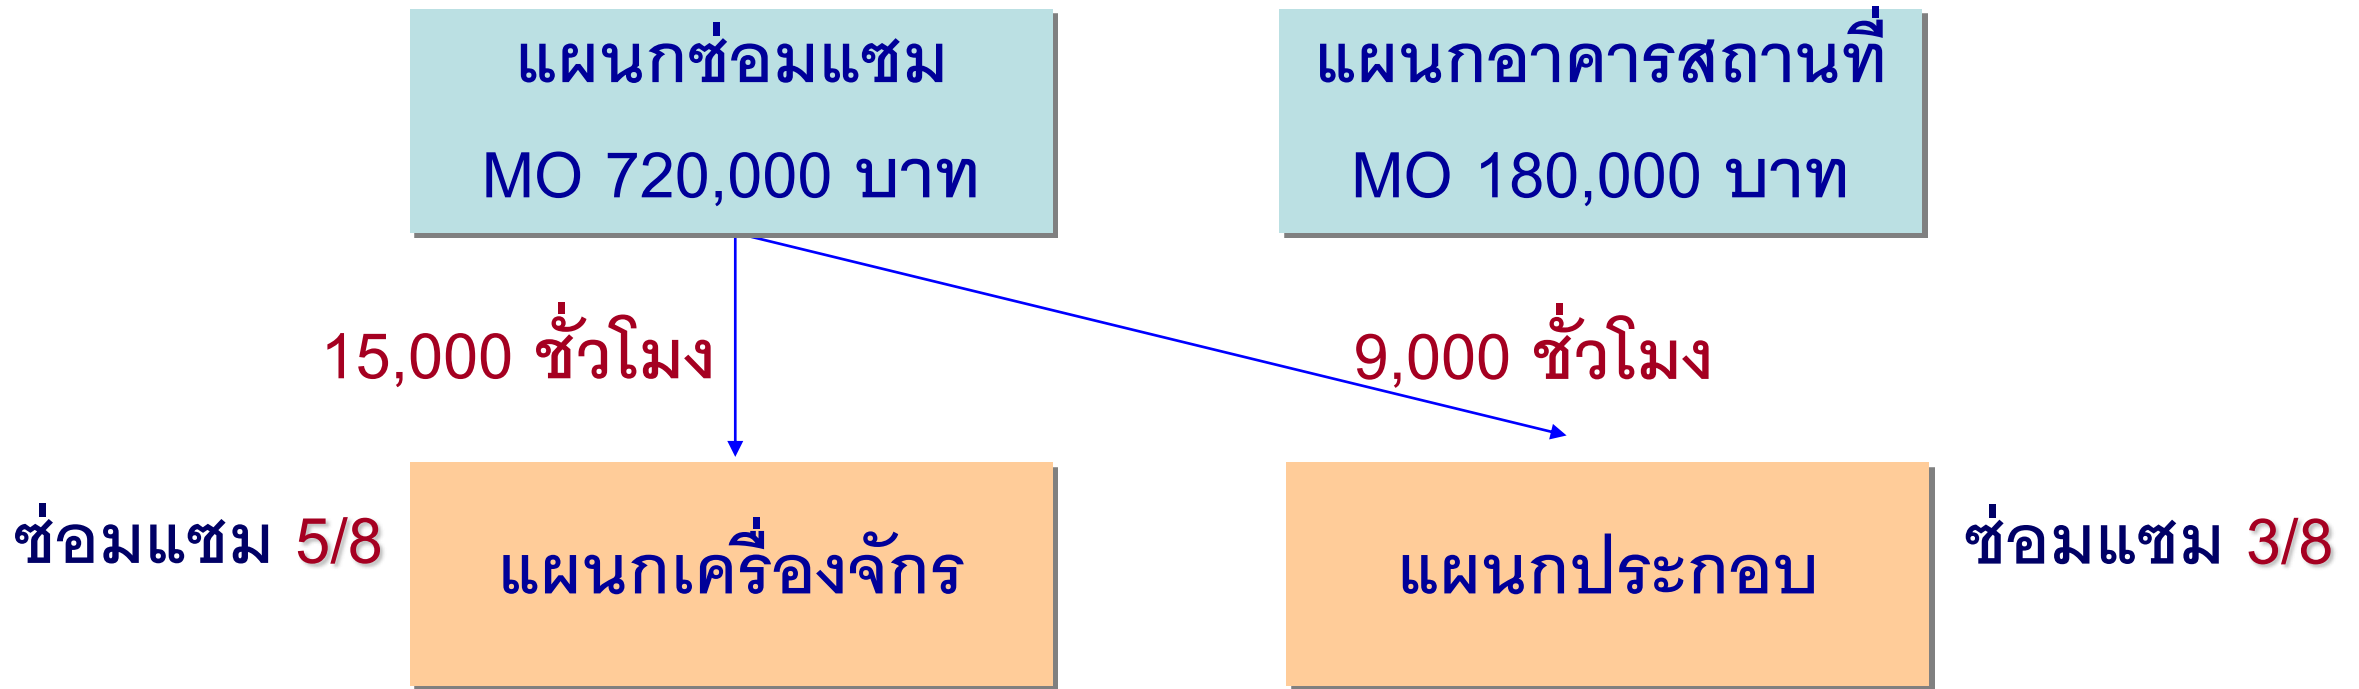 แผนกซ่อมแซม
MO 720,000 บาท
แผนกอาคารสถานที่
MO 180,000 บาท
15,000 ชั่วโมง
9,000 ชั่วโมง
ซ่อมแซม 5/8
แผนกเครื่องจักร
แผนกประกอบ
ซ่อมแซม 3/8